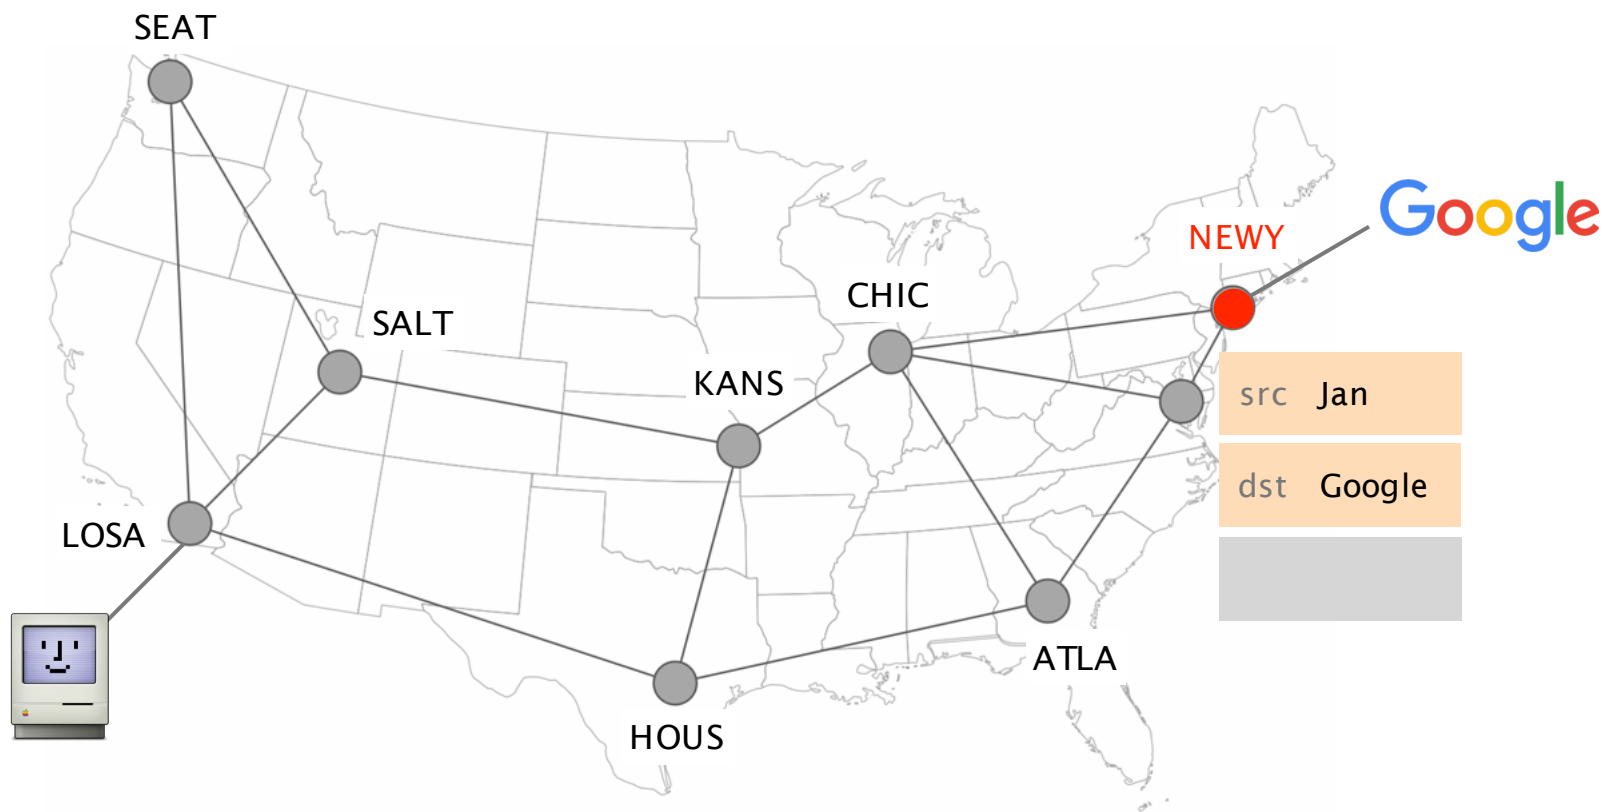 SEAT
Google
NEWY
CHIC
SALT
KANS
src Jan
dst Google
LOSA
ATLA
HOUS